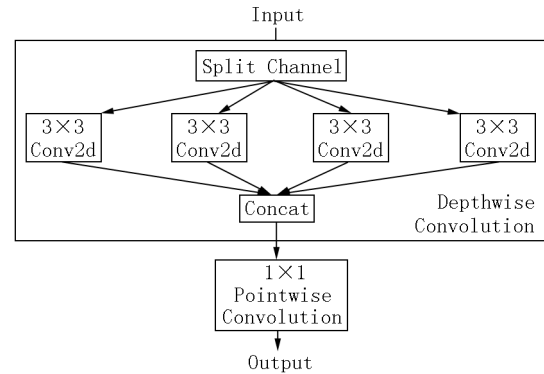 Input
Split Channel
3×3
Conv2d
3×3
Conv2d
3×3
Conv2d
3×3
Conv2d
Concat
Depthwise
Convolution
1×1
Pointwise
Convolution
Output